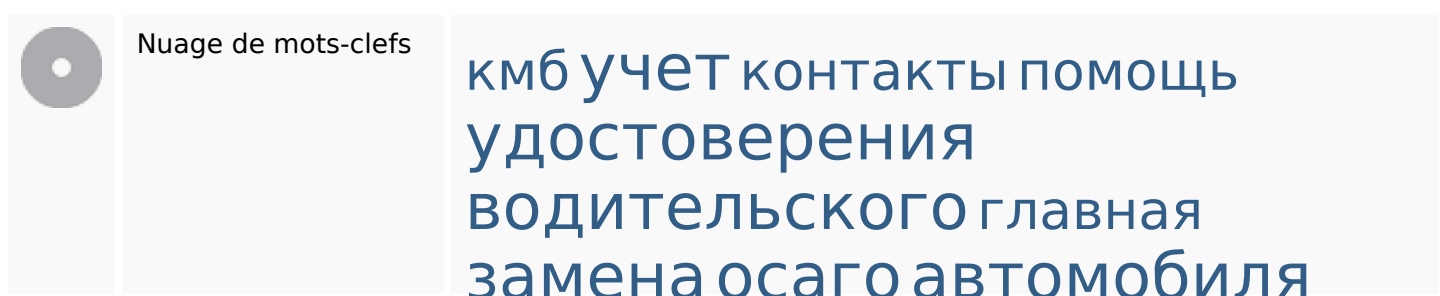 Nuage de mots-clefs
кмб учет контакты помощь
удостоверения
водительского главная
замена осаго автомобиля